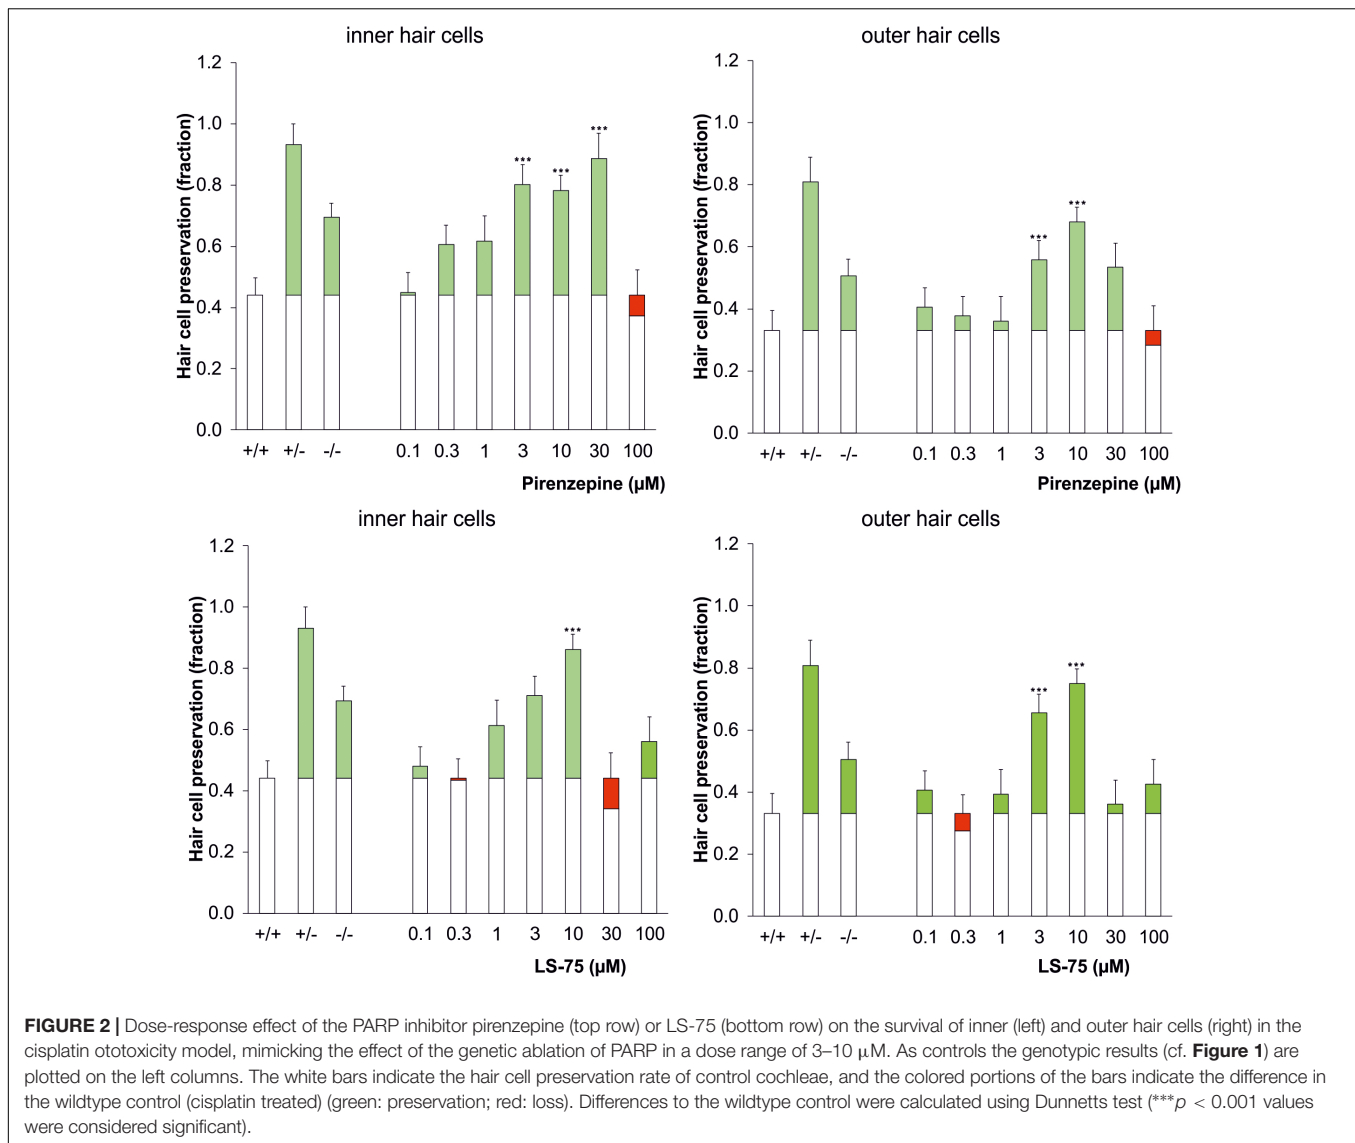 inner hair cells
1.2
1.0
0.8
0.6
0.4
0.2
0.0
Hair cell preservation (fraction)
*** *** ***
+/+ +/- -/- 0.1 0.3 1 3 10 30 100
Pirenzepine (µM)
outer hair cells
1.2
1.0
0.8
0.6
0.4
0.2
0.0
Hair cell preservation (fraction)
*** ***
+/+ +/- -/- 0.1 0.3 1 3 10 30 100
Pirenzepine (µM)
inner hair cells
1.2
1.0
0.8
0.6
0.4
0.2
0.0
Hair cell preservation (fraction)
***
+/+ +/- -/- 0.1 0.3 1 3 10 30 100
LS-75 (µM)
outer hair cells
1.2
1.0
0.8
0.6
0.4
0.2
0.0
Hair cell preservation (fraction)
*** ***
+/+ +/- -/- 0.1 0.3 1 3 10 30 100
LS-75 (µM)
FIGURE 2 | Dose-response effect of the PARP inhibitor pirenzepine (top row) or LS-75 (bottom row) on the survival of inner (left) and outer hair cells (right) in the
cisplatin ototoxicity model, mimicking the effect of the genetic ablation of PARP in a dose range of 3–10 µM. As controls the genotypic results (cf. Figure 1) are
plotted on the left columns. The white bars indicate the hair cell preservation rate of control cochleae, and the colored portions of the bars indicate the difference in
the wildtype control (cisplatin treated) (green: preservation; red: loss). Differences to the wildtype control were calculated using Dunnetts test (***p < 0.001 values
were considered significant).